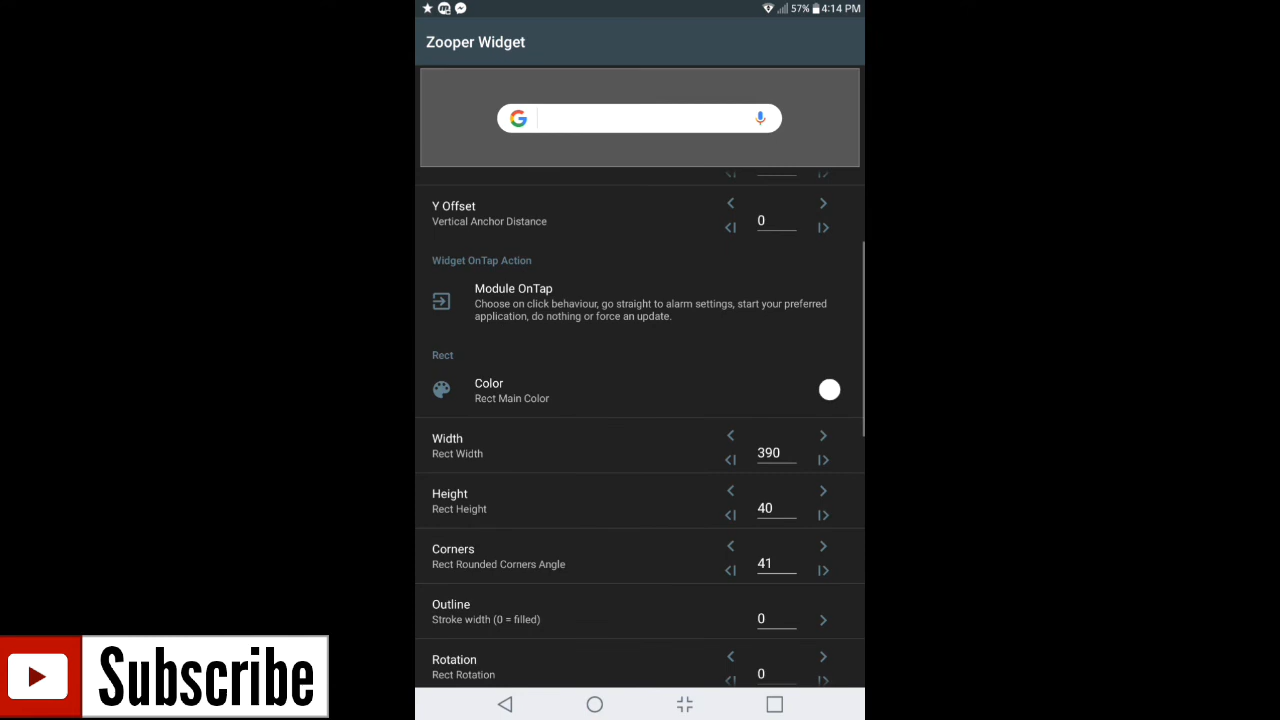 57% 4:14 PM
Zooper Widget
G
Y Offset
Vertical Anchor Distance
0
Widget OnTap Action
Module OnTap
Choose on click behaviour, go straight to alarm settings, start your preferred
application, do nothing or force an update.
Rect
Color
Rect Main Color
Width
Rect Width
390
Height
Rect Height
40
Corners
Rect Rounded Corners Angle
41
Outline
Stroke width (0 = filled)
0
Rotation
Rect Rotation
0
Subscribe